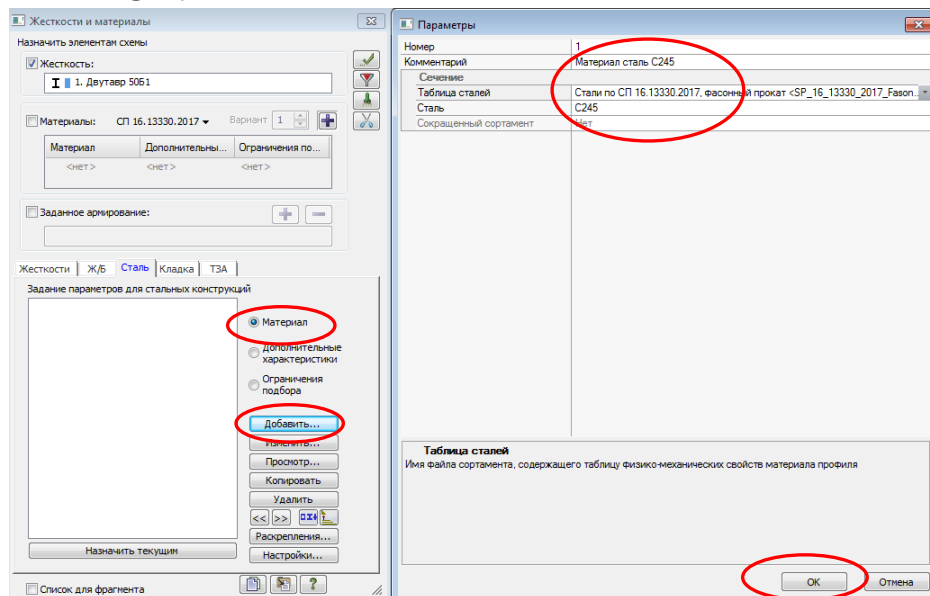 Жесткости и материалы
Назначить элементам схемы
Жесткость:
1. Двутавр 50Б1
Материалы: СП 16.13330.2017 Вариант 1
Материал Дополнительны... Ограничения по...
<нет> <нет> <нет>
Заданное армирование:
Жесткости Ж/Б Сталь Кладка ТЗА
Задание параметров для стальных конструкций
Материал
Дополнительные
характеристики
Ограничения
подбора
Добавить...
Изменить...
Просмотр...
Копировать
Удалить
<< >>
Раскрепления...
Назначить текущим
Настройки...
Список для фрагмента
?
Параметры
Номер 1
Комментарий Материал сталь С245
Сечение
Таблица сталей Стали по СП 16.13330.2017, фасонный прокат <SP_16_13330_2017_Fason...
Сталь С245
Сокращенный сортамент Нет
Таблица сталей
Имя файла сортамента, содержащего таблицу физико-механических свойств материала профиля
OK Отмена